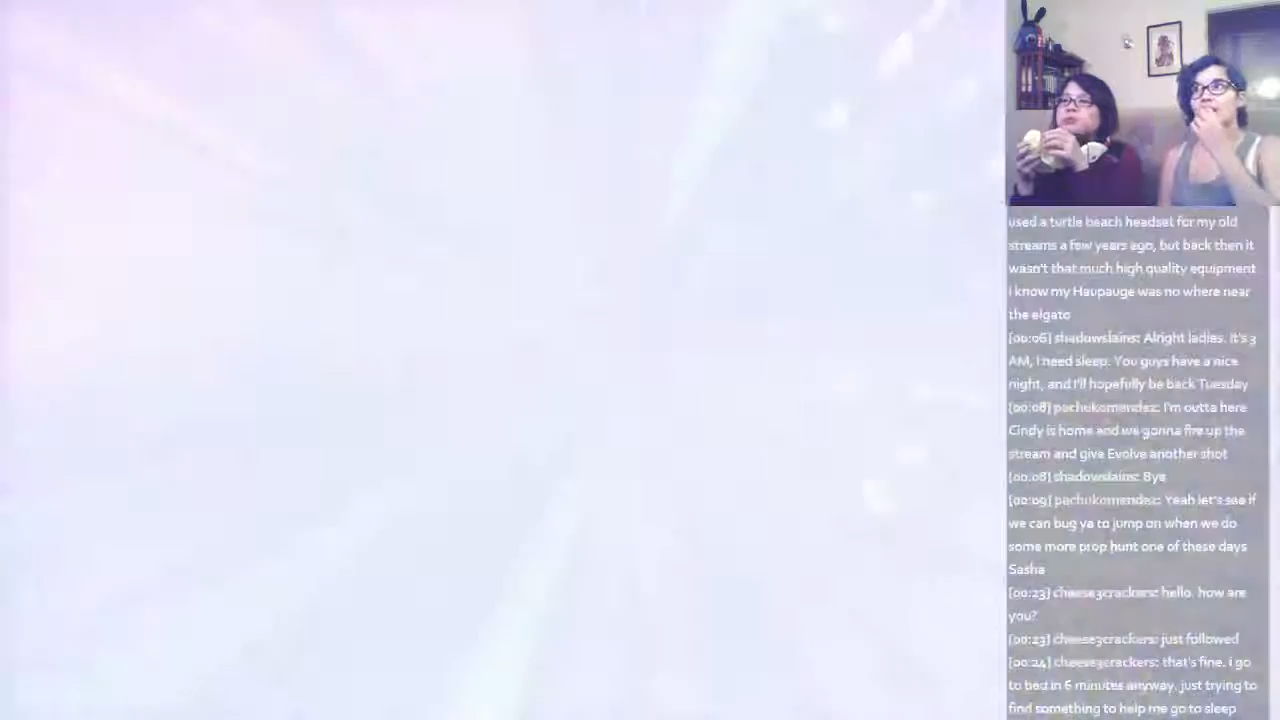 used a turtle beach headset for my old
streams a few years ago, but back then it
wasn't that much high quality equipment
i know my Haupauge was no where near
the elgato
[00:06] shadowslains: Alright ladies. It's 3
AM, I need sleep. You guys have a nice
night, and I'll hopefully be back Tuesday
[00:08] pachukomendez: I'm outta here
Cindy is home and we gonna fire up the
stream and give Evolve another shot
[00:08] shadowslains: Bye
[00:09] pachukomendez: Yeah let's see if
we can bug ya to jump on when we do
some more prop hunt one of these days
Sasha
[00:23] cheese3crackers: hello. how are
you?
[00:23] cheese3crackers: just followed
[00:24] cheese3crackers: that's fine. i go
to bed in 6 minutes anyway. just trying to
find something to help me go to sleep